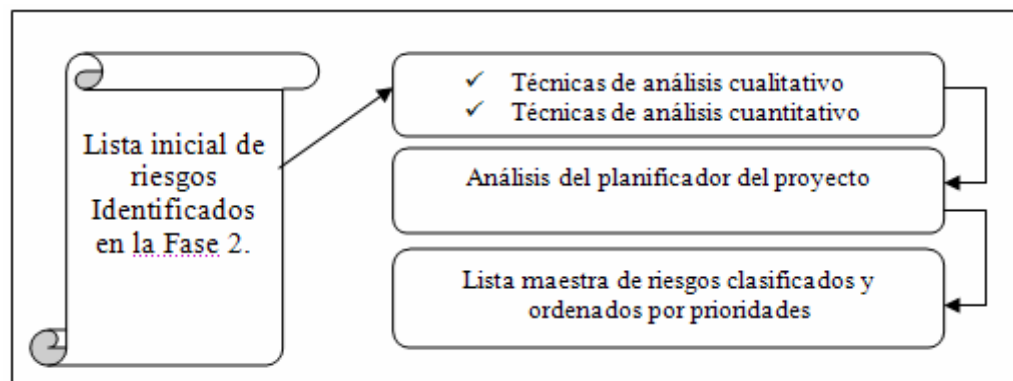 Lista inicial de
riesgos
Identificados
en la Fase 2.
✓ Técnicas de análisis cualitativo
✓ Técnicas de análisis cuantitativo
Análisis del planificador del proyecto
Lista maestra de riesgos clasificados y
ordenados por prioridades